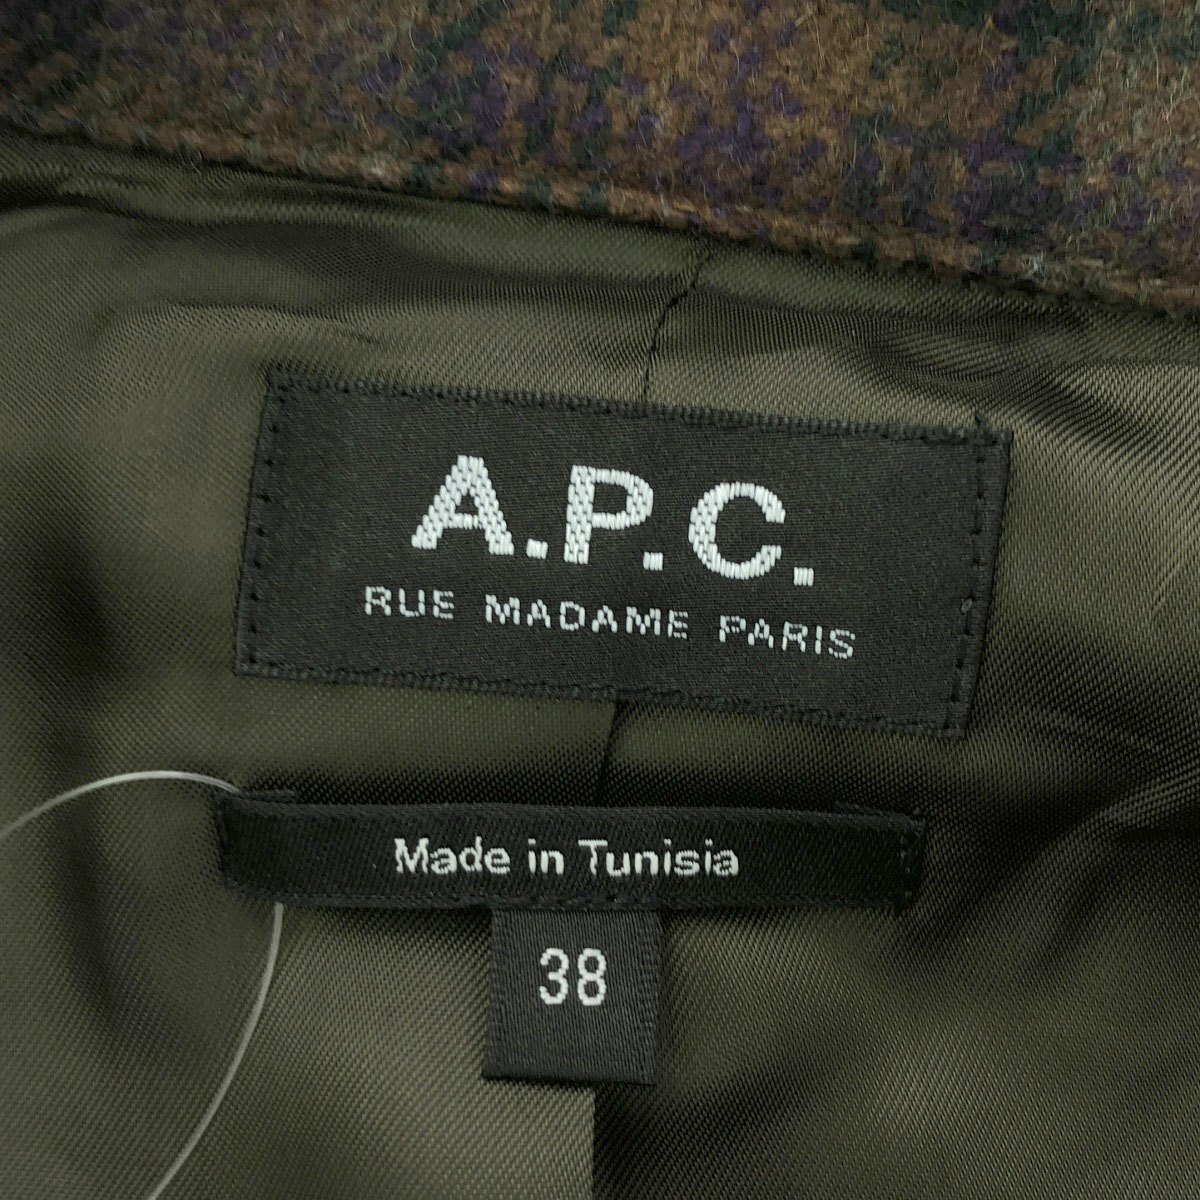 A.P.C.
RUE MADAME PARIS
Made in Tunisia
38